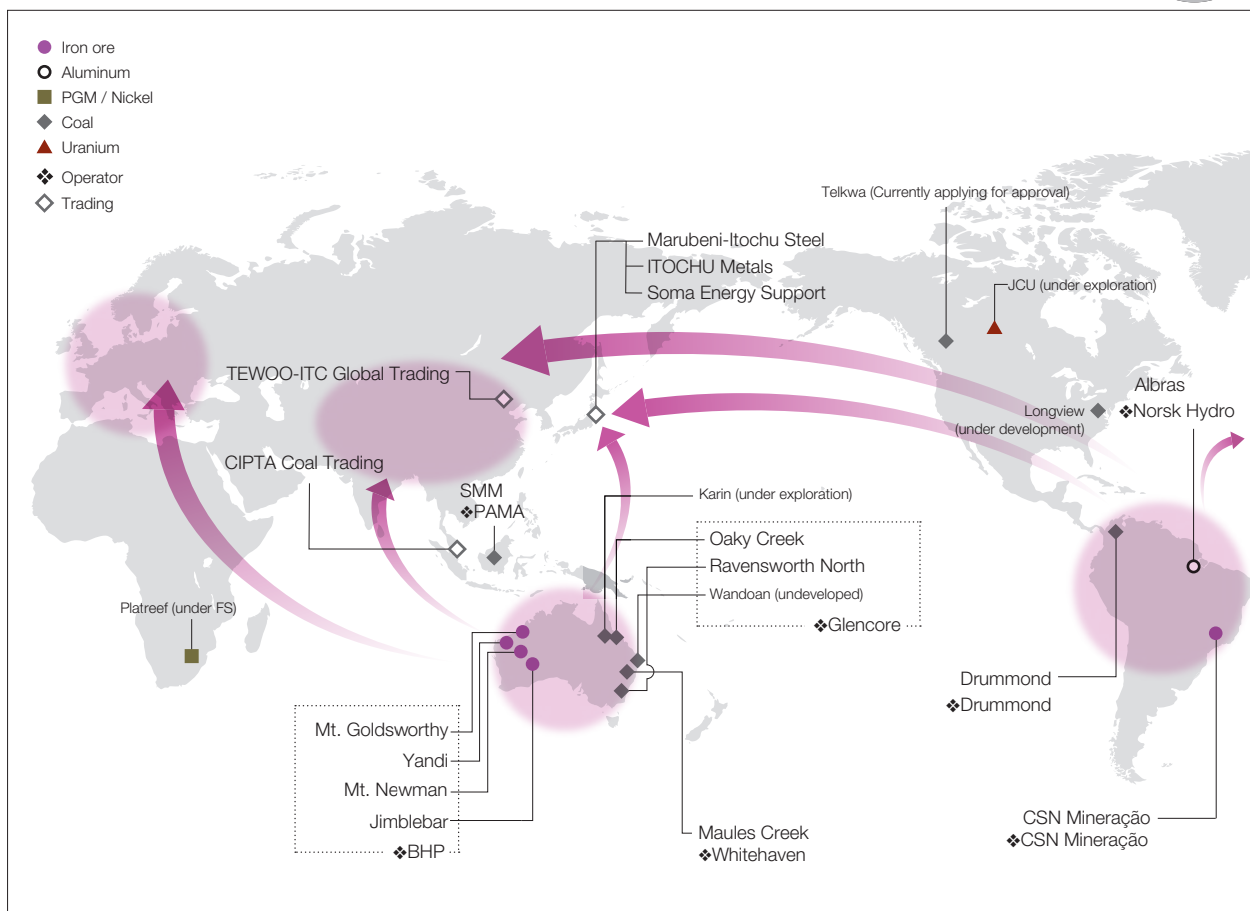 Iron ore
Aluminum
PGM / Nickel
Coal
Uranium
❖ Operator
Trading
Telkwa (Currently applying for approval)
Marubeni-Itochu Steel
ITOCHU Metals
Soma Energy Support
JCU (under exploration)
TEWOO-ITC Global Trading
Albras
❖Norsk Hydro
Longview
(under development)
CIPTA Coal Trading
SMM
❖PAMA
Karin (under exploration)
Oaky Creek
Ravensworth North
Wandoan (undeveloped)
❖Glencore
Platreef (under FS)
Drummond
❖Drummond
Mt. Goldsworthy
Yandi
Mt. Newman
Jimblebar
❖BHP
Maules Creek
❖Whitehaven
CSN Mineração
❖CSN Mineração